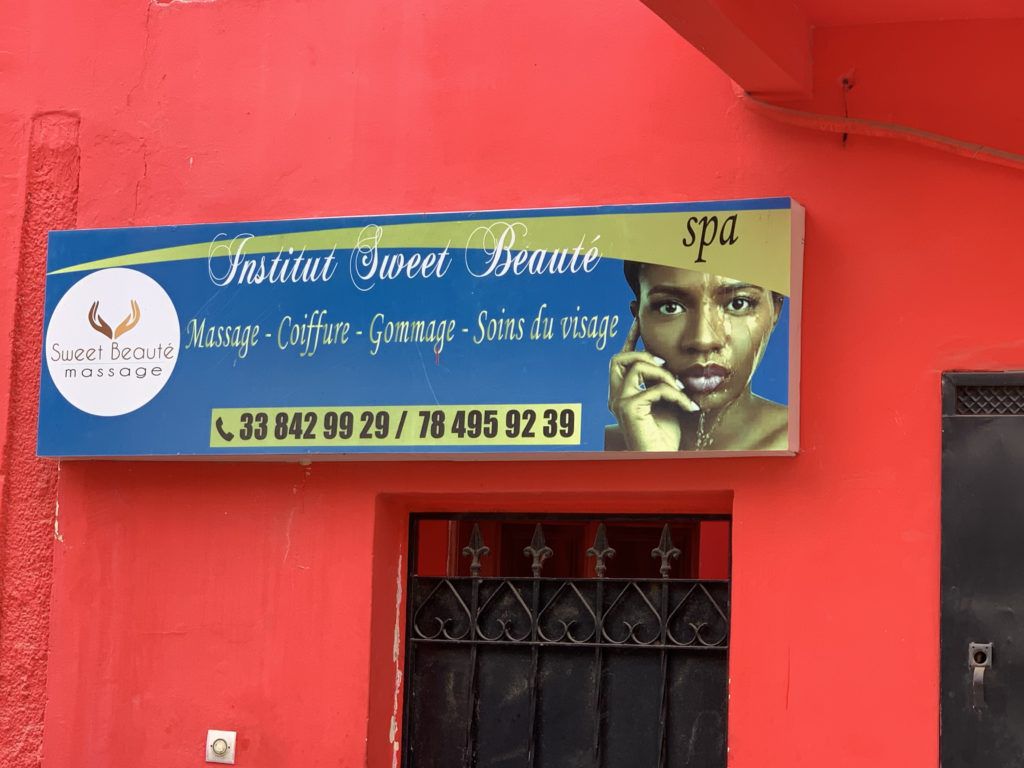 spa
Institut Sweet Beauté
Massage - Coiffure - Gommage - Soins du visage
Sweet Beauté
massage
33 842 99 29 / 78 495 92 39